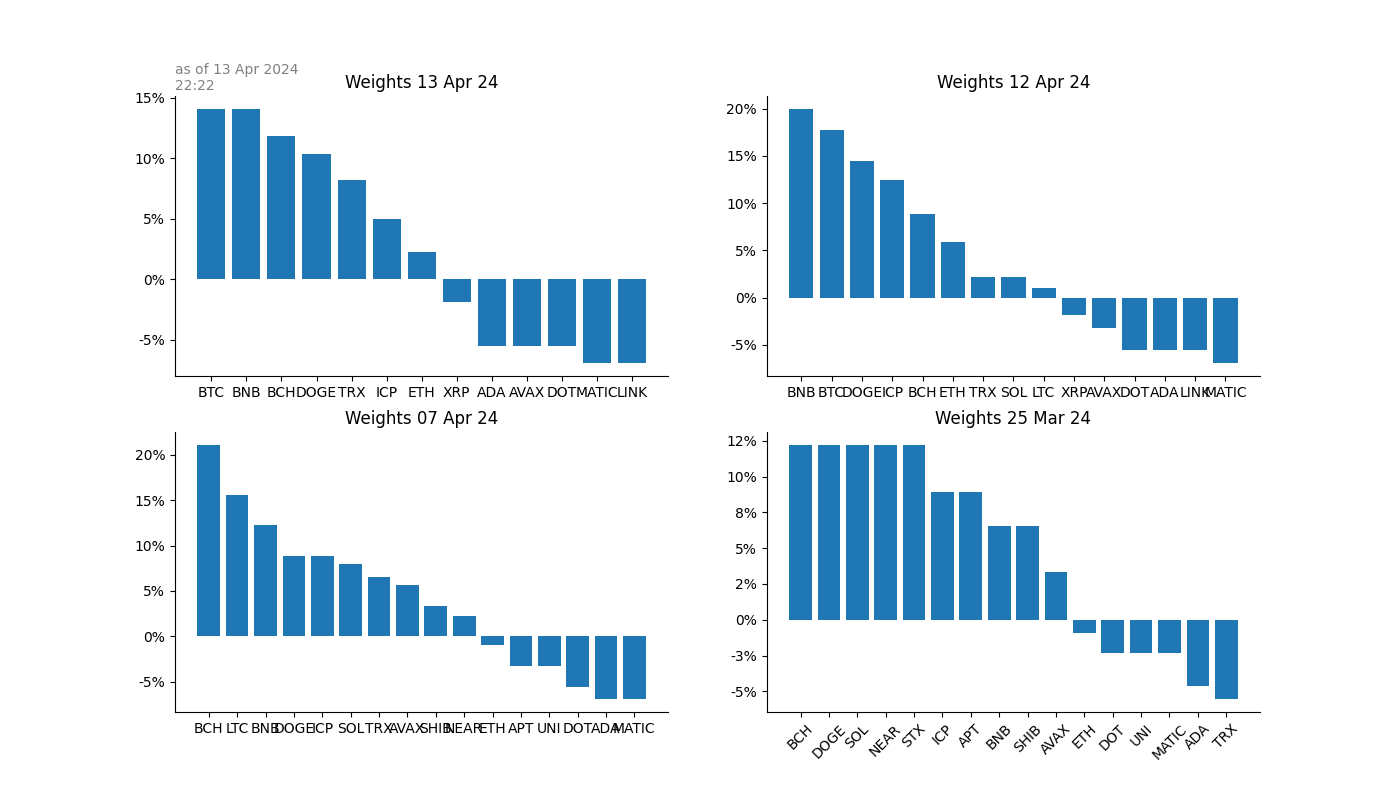 as of 13 Apr 2024
22:22
Weights 13 Apr 24
15%
10%
5%
0%
-5%
BTC BNB BCH DOGE TRX ICP ETH XRP ADA AVAX DOT MATIC LINK
Weights 12 Apr 24
20%
15%
10%
5%
0%
-5%
BNB BTC DOGE ICP BCH ETH TRX SOL LTC XRP AVAX DOT ADA LINK MATIC
Weights 07 Apr 24
20%
15%
10%
5%
0%
-5%
BCH LTC BNB DOGE ICP SOL TRX AVAX SHIB NEAR ETH APT UNI DOT ADA MATIC
Weights 25 Mar 24
12%
10%
8%
5%
2%
0%
-3%
-5%
BCH DOGE SOL NEAR STX ICP APT BNB SHIB AVAX ETH DOT UNI MATIC ADA TRX